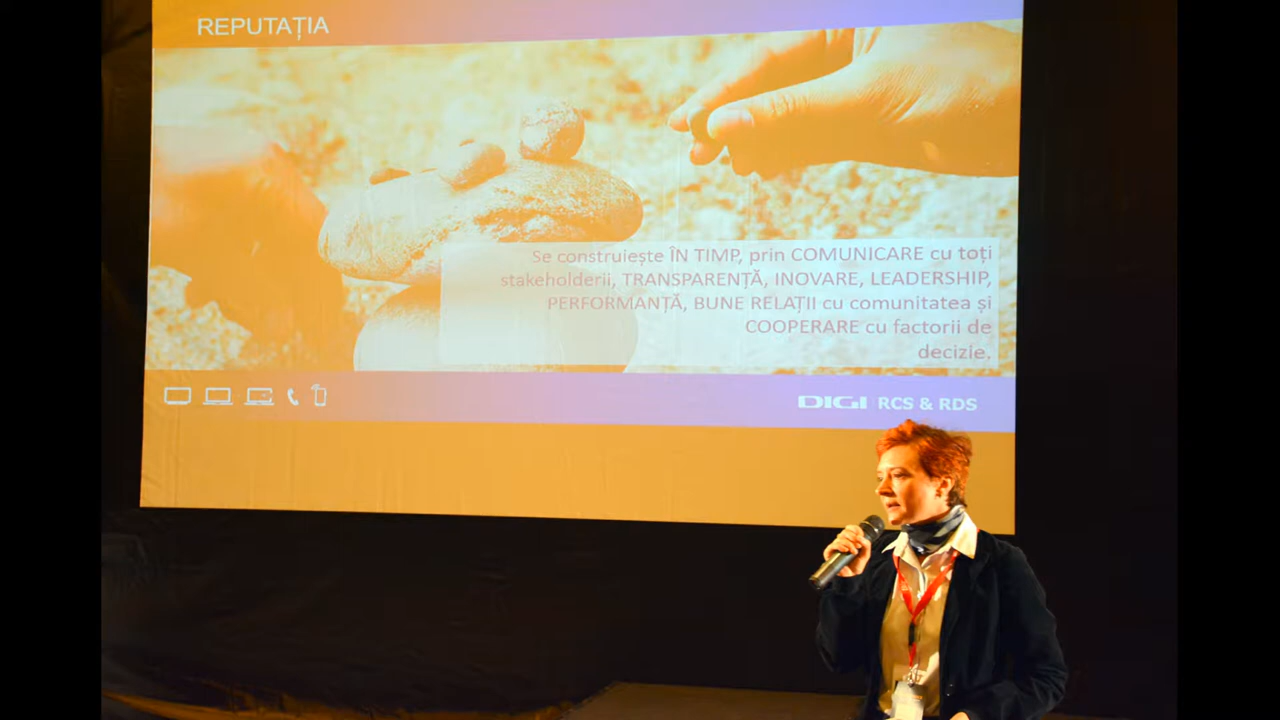 REPUTAȚIA
Se construiește ÎN TIMP, prin COMUNICARE cu toți
stakeholderii, TRANSPARENȚĂ, INOVARE, LEADERSHIP,
PERFORMANȚĂ, BUNE RELAȚII cu comunitatea și
COOPERARE cu factorii de
decizie.
DIGI RCS & RDS